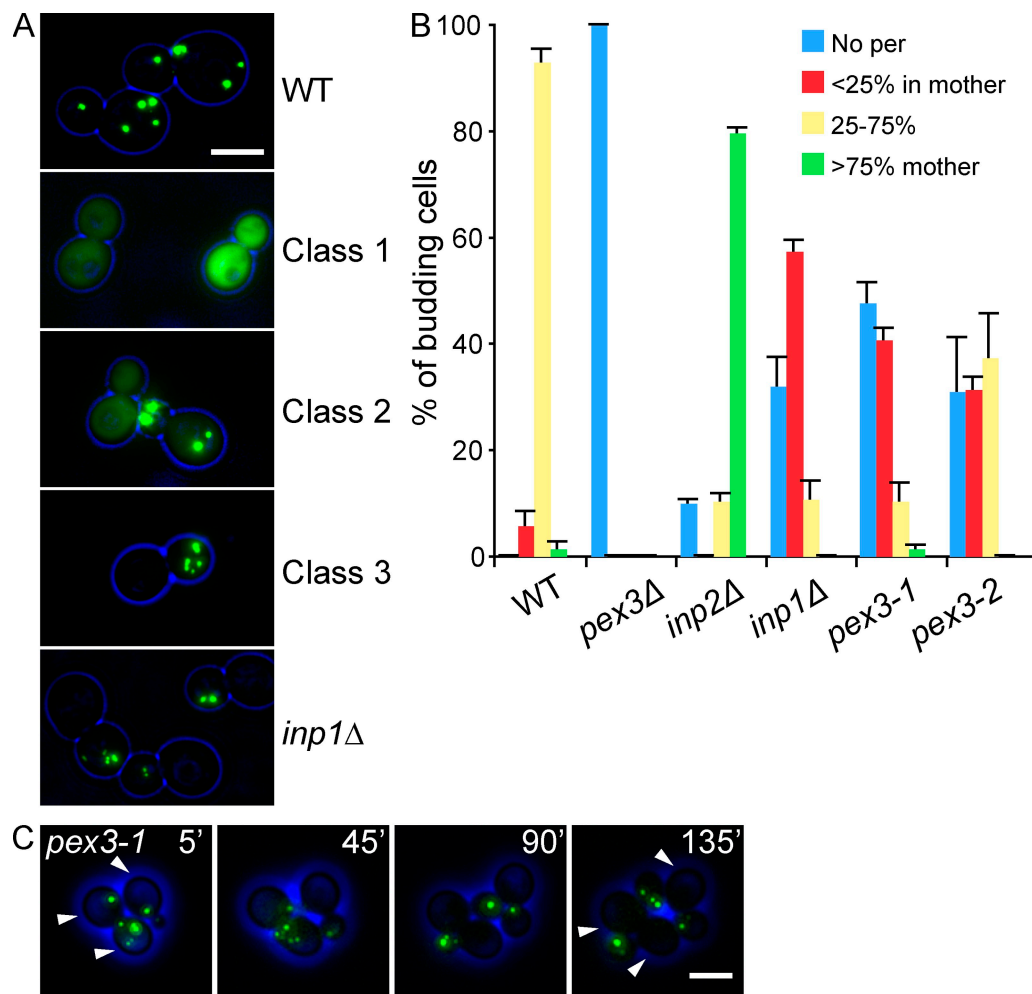 A
WT
Class 1
Class 2
Class 3
inp1Δ
B
% of budding cells
100
80
60
40
20
0
No per
<25% in mother
25-75%
>75% mother
WT
pex3Δ
inp2Δ
inp1Δ
pex3-1
pex3-2
C
pex3-1 5’
45’
90’
135’